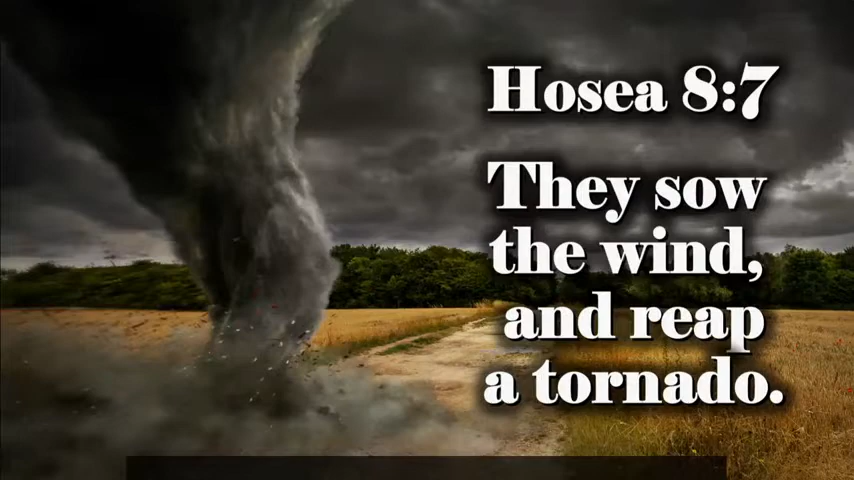 Hosea 8:7
They sow
the wind,
and reap
a tornado.